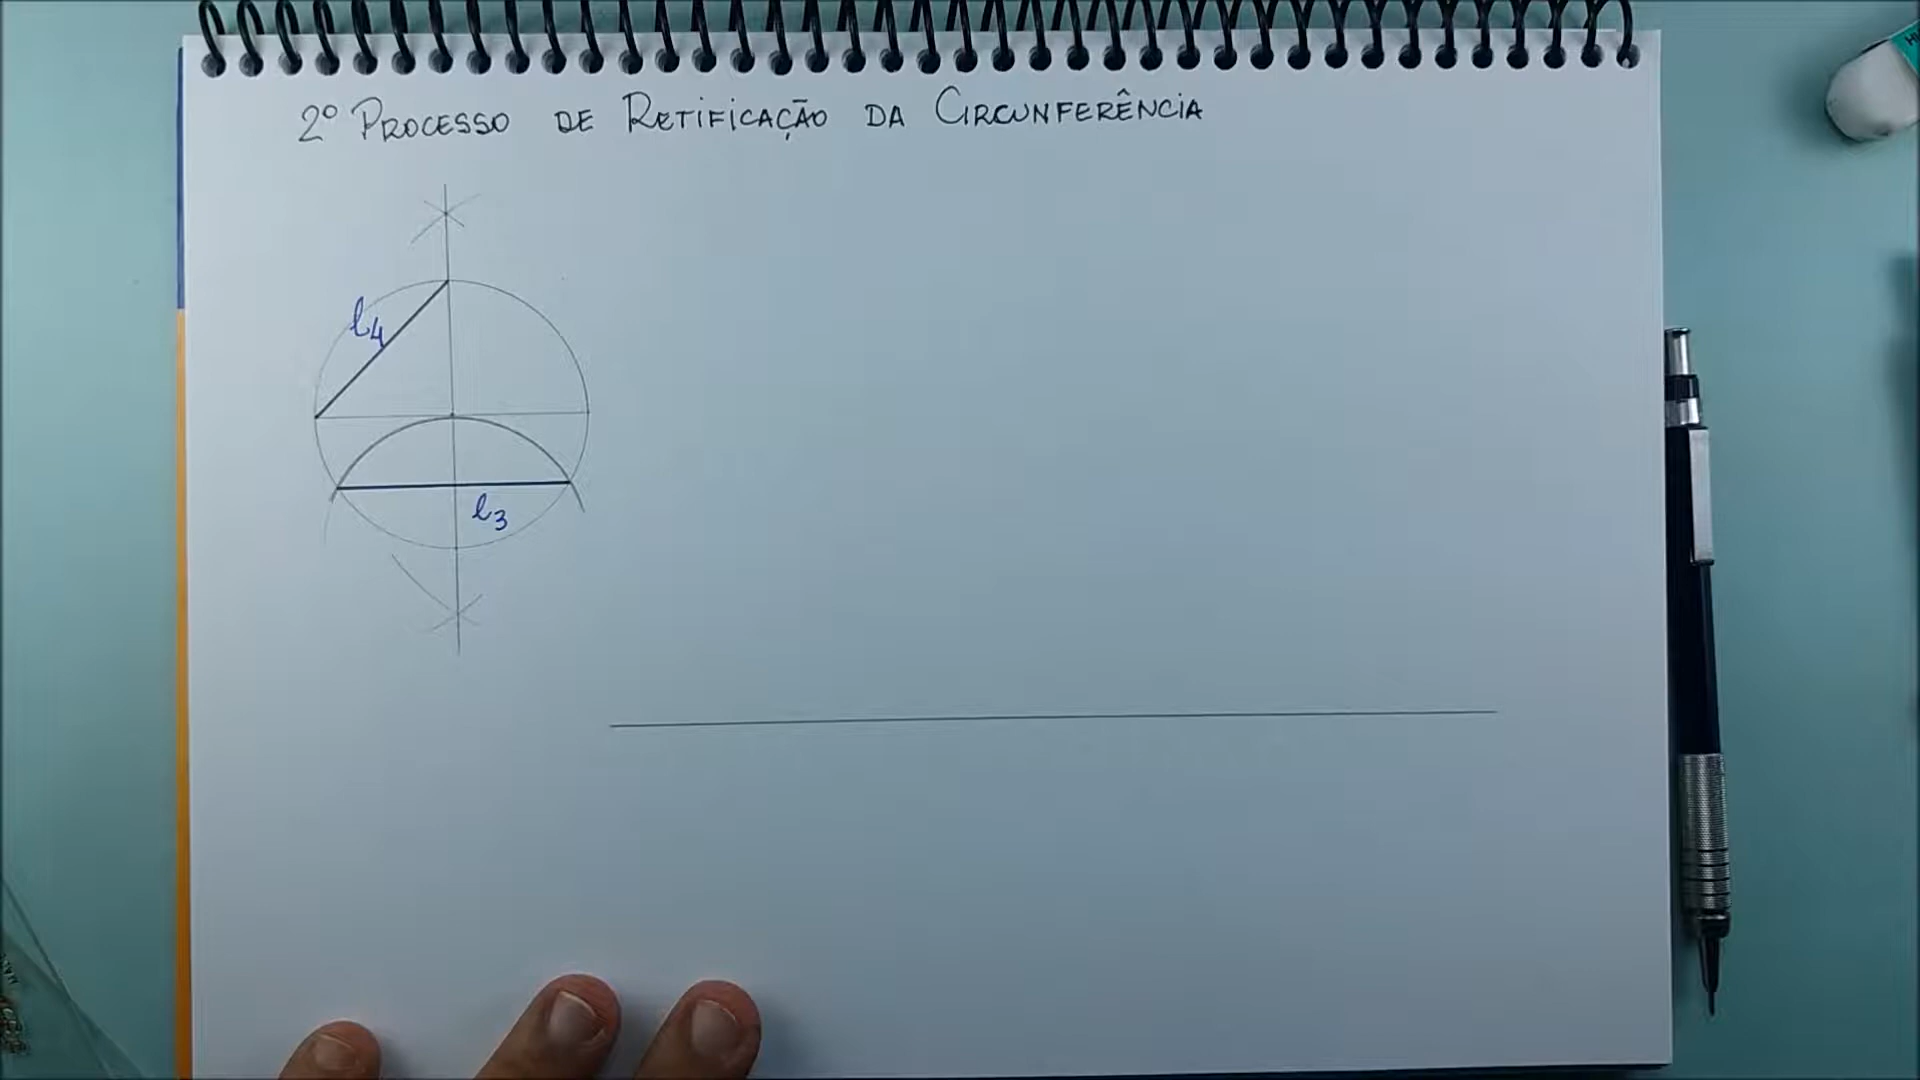 2º PROCESSO DE RETIFICAÇÃO DA CIRCUNFERÊNCIA
l4
l3